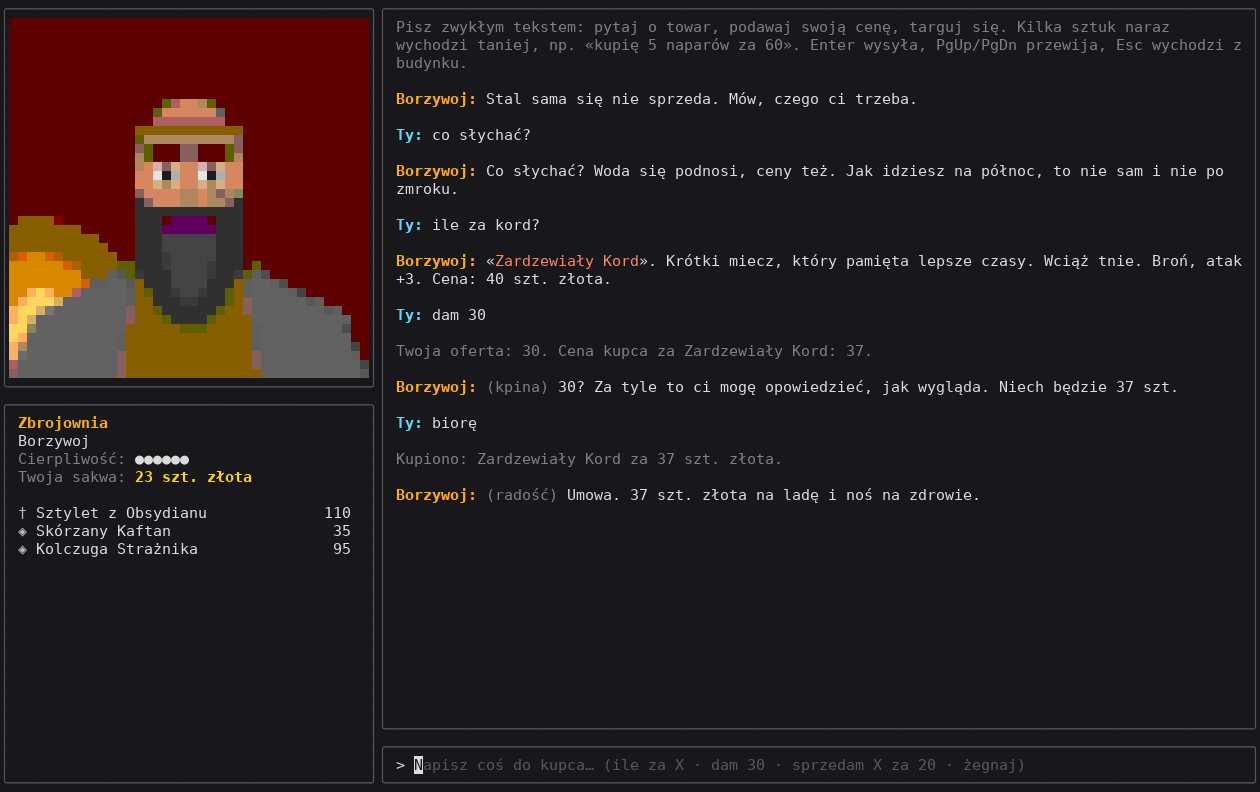 Pisz zwykłym tekstem: pytaj o towar, podawaj swoją cenę, targuj się. Kilka sztuk naraz
wychodzi taniej, np. «kupię 5 naparów za 60». Enter wysyła, PgUp/PgDn przewija, Esc wychodzi z
budynku.
Borzywoj: Stal sama się nie sprzeda. Mów, czego ci trzeba.
Ty: co słychać?
Borzywoj: Co słychać? Woda się podnosi, ceny też. Jak idziesz na północ, to nie sam i nie po
zmroku.
Ty: ile za kord?
Borzywoj: «Zardzewiały Kord». Krótki miecz, który pamięta lepsze czasy. Wciąż tnie. Broń, atak
+3. Cena: 40 szt. złota.
Ty: dam 30
Twoja oferta: 30. Cena kupca za Zardzewiały Kord: 37.
Borzywoj: (kpina) 30? Za tyle to ci mogę opowiedzieć, jak wygląda. Niech będzie 37 szt.
Ty: biorę
Kupiono: Zardzewiały Kord za 37 szt. złota.
Borzywoj: (radość) Umowa. 37 szt. złota na ladę i noś na zdrowie.
Zbrojownia
Borzywoj
Cierpliwość: ●●●●●●
Twoja sakwa: 23 szt. złota
† Sztylet z Obsydianu 110
◈ Skórzany Kaftan 35
◈ Kolczuga Strażnika 95
> Napisz coś do kupca… (ile za X · dam 30 · sprzedam X za 20 · żegnaj)